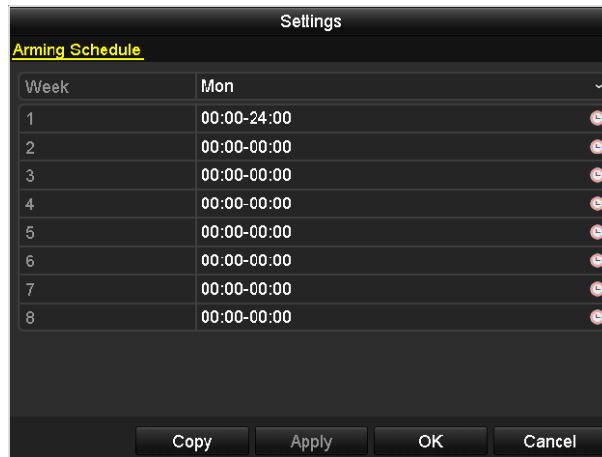 Settings
Arming Schedule
Week Mon
1 00:00-24:00
2 00:00-00:00
3 00:00-00:00
4 00:00-00:00
5 00:00-00:00
6 00:00-00:00
7 00:00-00:00
8 00:00-00:00
Copy Apply OK Cancel